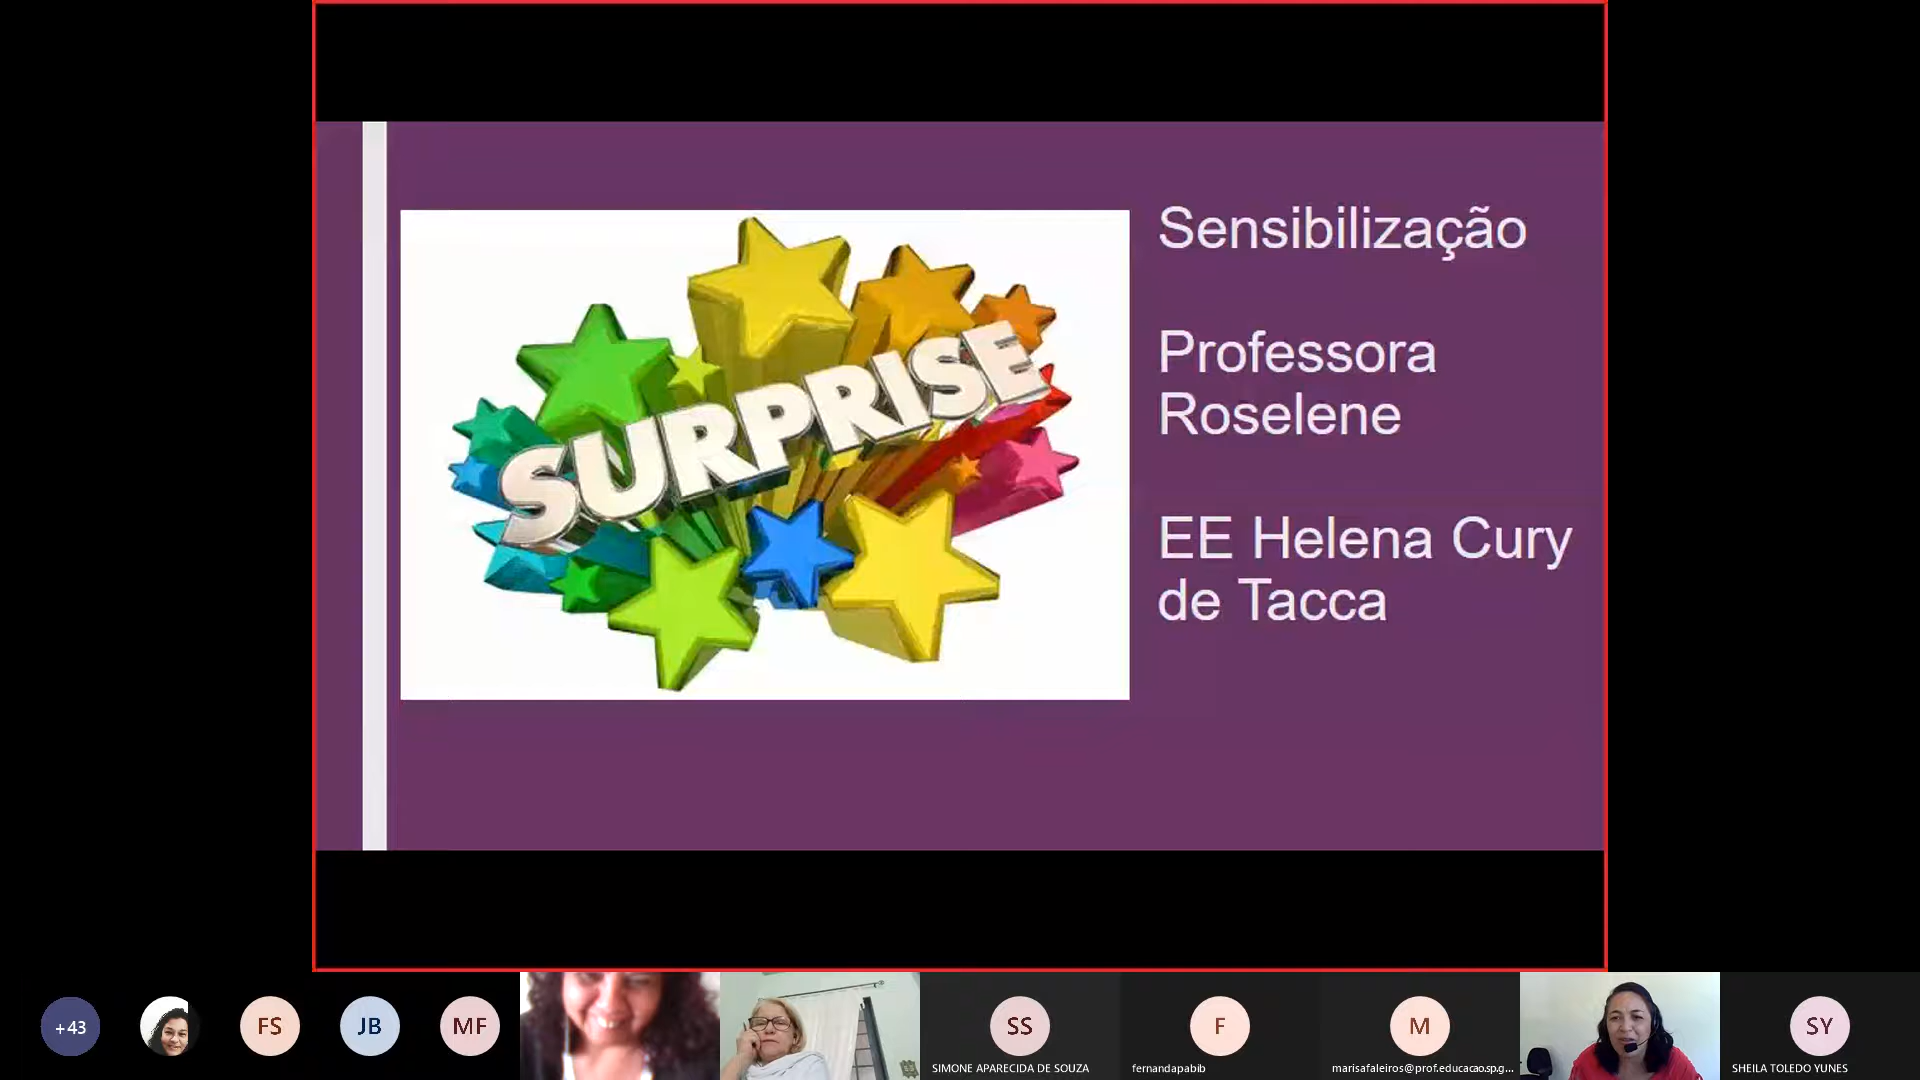 SURPRISE
Sensibilização
Professora
Roselene
EE Helena Cury
de Tacca
+43
FS
JB
MF
SS
SIMONE APARECIDA DE SOUZA
F
fernandapabib
M
marisafaleiros@prof.educacao.sp.g...
SY
SHEILA TOLEDO YUNES